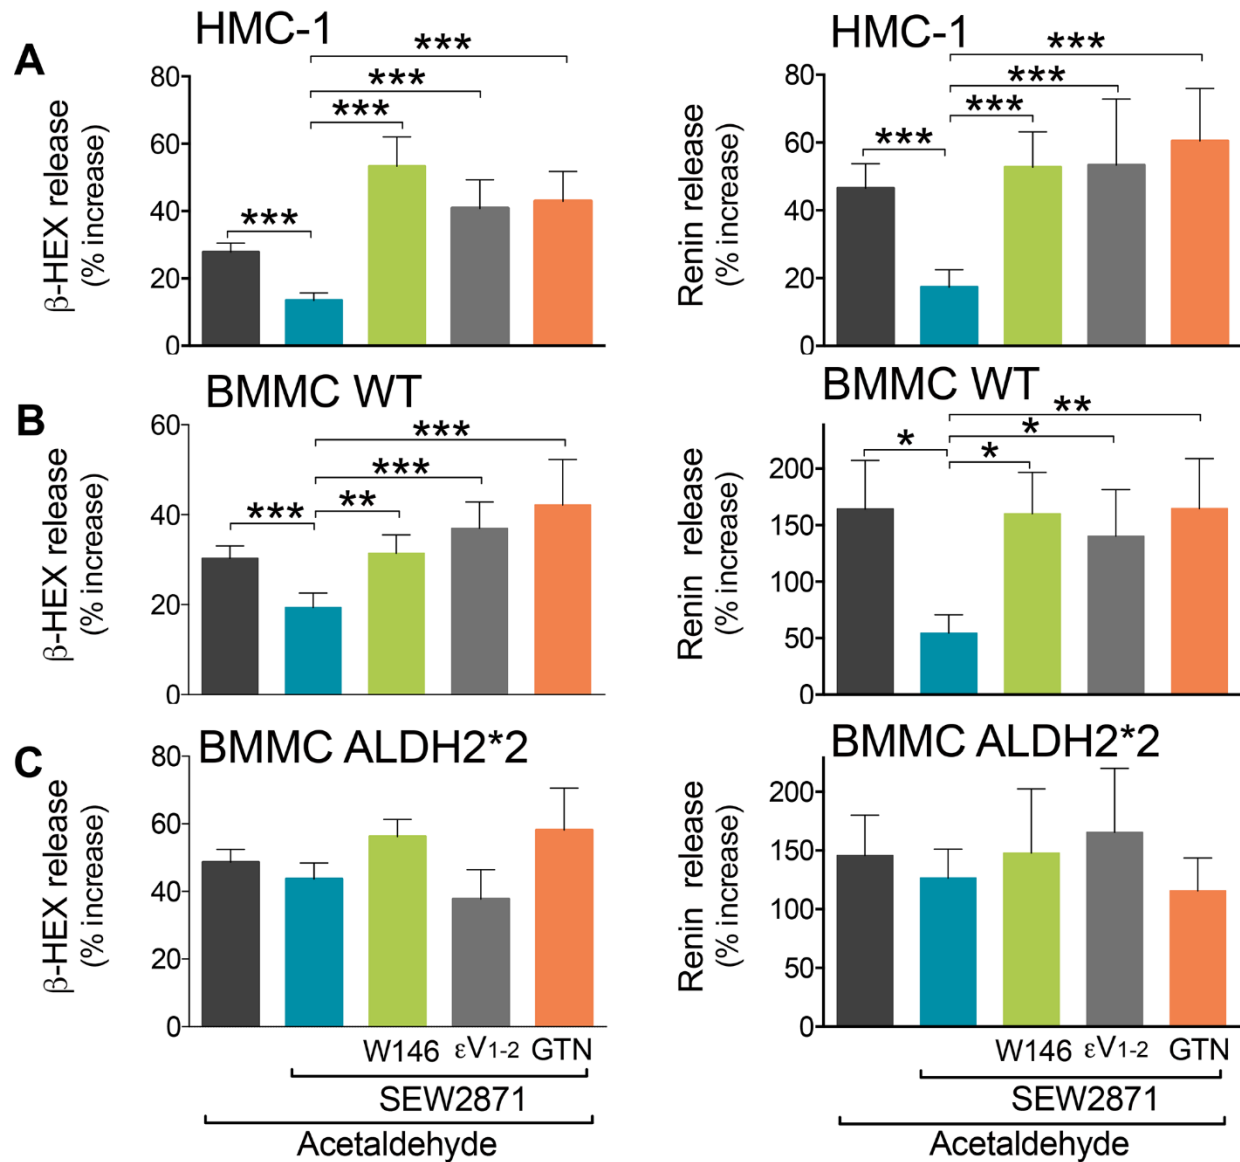 A
HMC-1
β-HEX release
(% increase)
80
60
40
20
0
***
***
***
***
HMC-1
Renin release
(% increase)
80
60
40
20
0
***
***
***
***
B
BMMC WT
β-HEX release
(% increase)
60
40
20
0
***
***
**
***
BMMC WT
Renin release
(% increase)
200
150
100
50
0
**
*
*
*
C
BMMC ALDH2*2
β-HEX release
(% increase)
80
60
40
20
0
W146 εV1-2 GTN
SEW2871
Acetaldehyde
BMMC ALDH2*2
Renin release
(% increase)
200
150
100
50
0
W146 εV1-2 GTN
SEW2871
Acetaldehyde